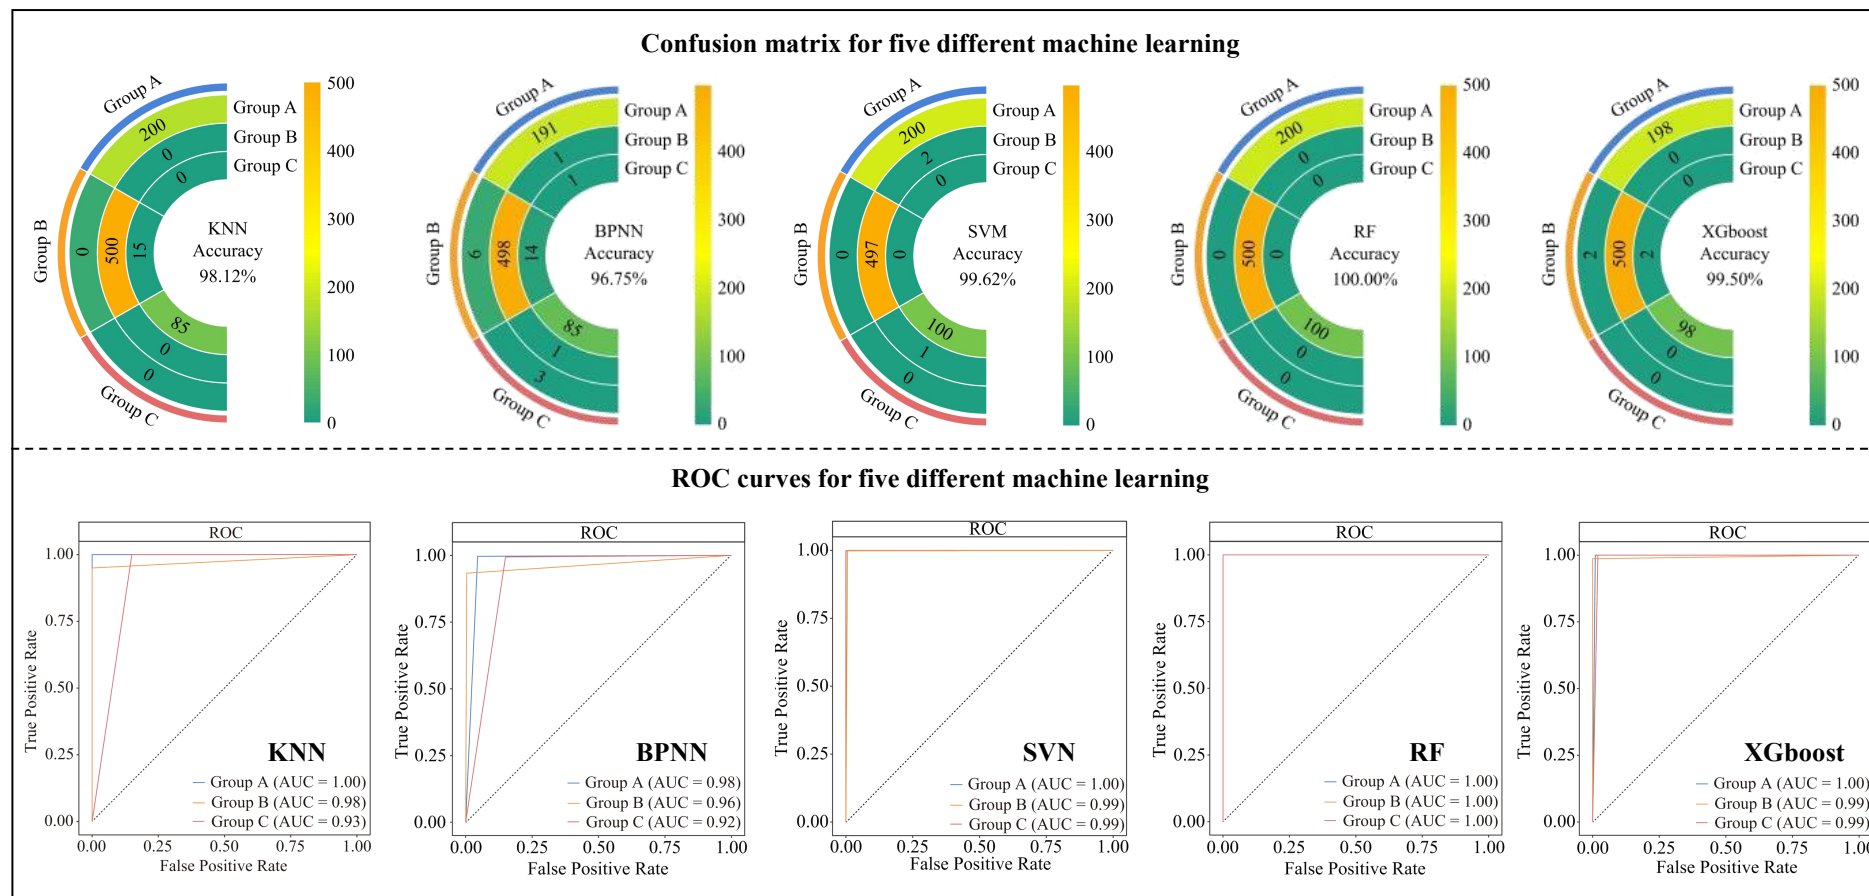 Confusion matrix for five different machine learning
Group A
Group B
Group C
Group A
Group B
Group C
200
0
0
0
500
15
85
0
0
KNN
Accuracy
98.12%
500
400
300
200
100
0
Group A
Group B
Group C
Group A
Group B
Group C
191
1
1
6
498
14
85
1
3
BPNN
Accuracy
96.75%
400
300
200
100
0
Group A
Group B
Group C
Group A
Group B
Group C
200
2
0
0
497
0
100
1
0
SVM
Accuracy
99.62%
400
300
200
100
0
Group A
Group B
Group C
Group A
Group B
Group C
200
0
0
0
500
0
100
0
0
RF
Accuracy
100.00%
500
400
300
200
100
0
Group A
Group B
Group C
Group A
Group B
Group C
198
0
0
2
500
2
98
0
0
XGboost
Accuracy
99.50%
500
400
300
200
100
0
ROC curves for five different machine learning
ROC
True Positive Rate
1.00
0.75
0.50
0.25
0.00
KNN
Group A (AUC = 1.00)
Group B (AUC = 0.98)
Group C (AUC = 0.93)
0.00 0.25 0.50 0.75 1.00
False Positive Rate
ROC
True Positive Rate
1.00
0.75
0.50
0.25
0.00
BPNN
Group A (AUC = 0.98)
Group B (AUC = 0.96)
Group C (AUC = 0.92)
0.00 0.25 0.50 0.75 1.00
False Positive Rate
ROC
True Positive Rate
1.00
0.75
0.50
0.25
0.00
SVN
Group A (AUC = 1.00)
Group B (AUC = 0.99)
Group C (AUC = 0.99)
0.00 0.25 0.50 0.75 1.00
False Positive Rate
ROC
True Positive Rate
1.00
0.75
0.50
0.25
0.00
RF
Group A (AUC = 1.00)
Group B (AUC = 1.00)
Group C (AUC = 1.00)
0.00 0.25 0.50 0.75 1.00
False Positive Rate
ROC
True Positive Rate
1.00
0.75
0.50
0.25
0.00
XGboost
Group A (AUC = 1.00)
Group B (AUC = 0.99)
Group C (AUC = 0.99)
0.00 0.25 0.50 0.75 1.00
False Positive Rate